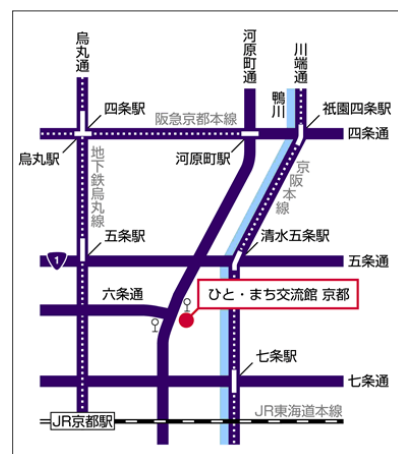 烏丸通
河原町通
川端通
鴨川
四条駅
祇園四条駅
阪急京都本線
四条通
烏丸駅
河原町駅
地下鉄烏丸線
京阪本線
五条駅
清水五条駅
1
五条通
六条通
ひと・まち交流館 京都
七条駅
七条通
JR東海道本線
JR京都駅